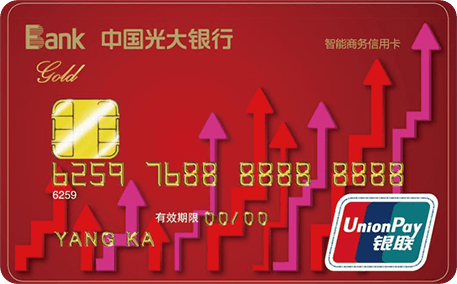 Bank 中国光大银行
智能商务信用卡
Gold
6259 7688 8888 8888
6259
有效期限 00/00
YANG KA
UnionPay
银联